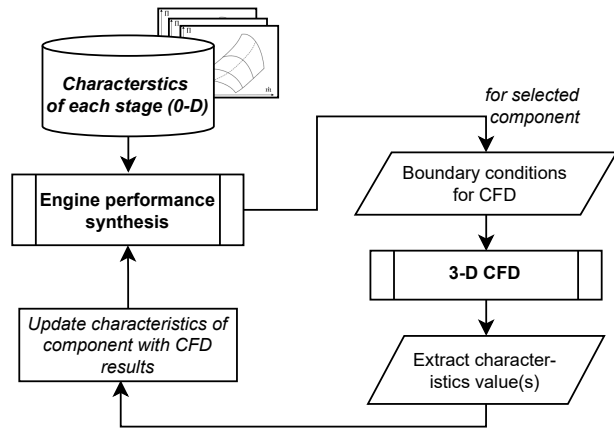 Π
Π
Π
ṁ
Characterstics
of each stage (0-D)
for selected
component
Boundary conditions
for CFD
Engine performance
synthesis
3-D CFD
Update characteristics of
component with CFD
results
Extract character-
istics value(s)